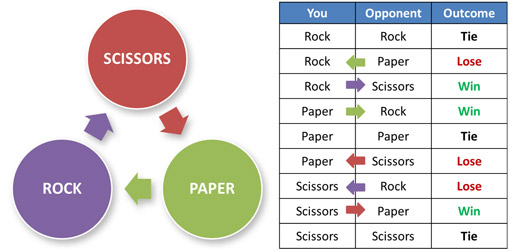 SCISSORS
ROCK
PAPER
You Opponent Outcome
Rock Rock Tie
Rock Paper Lose
Rock Scissors Win
Paper Rock Win
Paper Paper Tie
Paper Scissors Lose
Scissors Rock Lose
Scissors Paper Win
Scissors Scissors Tie